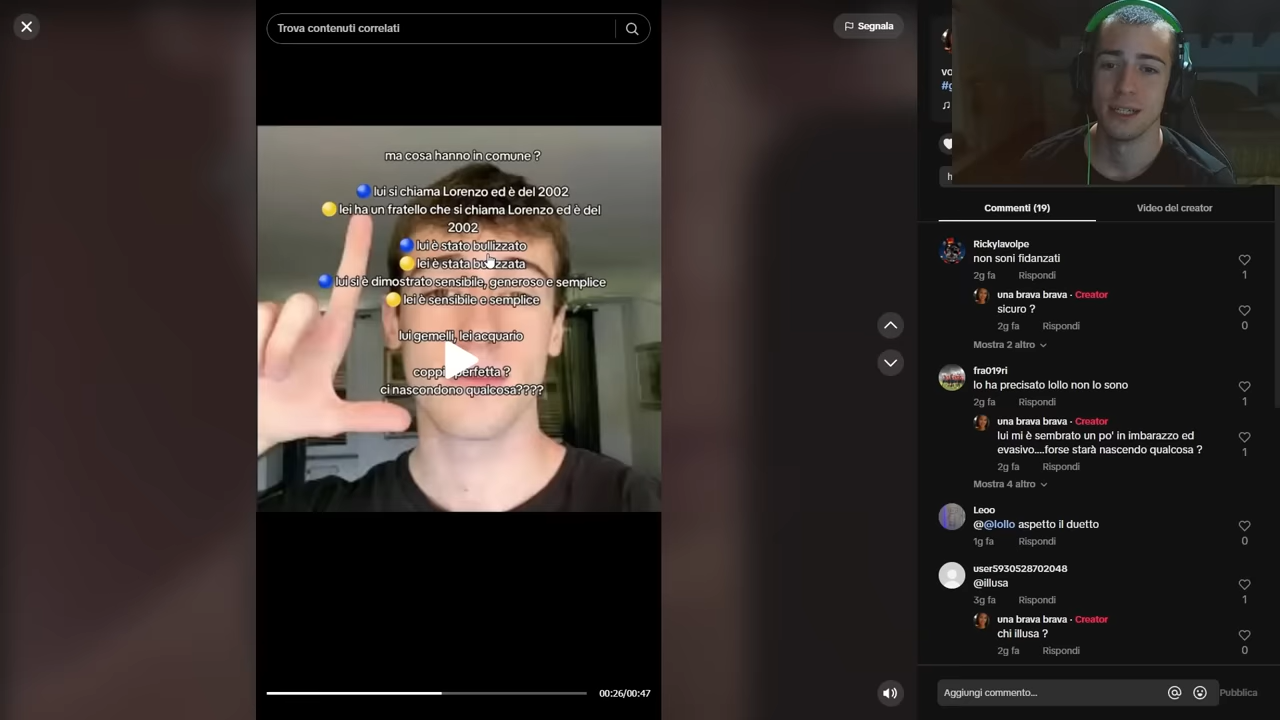 Trova contenuti correlati
Segnala
ma cosa hanno in comune ?
lui si chiama Lorenzo ed è del 2002
lei ha un fratello che si chiama Lorenzo ed è del
2002
lui è stato bullizzato
lei è stata bullizzata
lui si è dimostrato sensibile, generoso e semplice
lei è sensibile e semplice
lui gemelli, lei acquario
coppia perfetta ?
ci nascondono qualcosa????
00:26/00:47
vo
#g
h
Commenti (19)
Video del creator
Rickylavolpe
non soni fidanzati
2g fa Rispondi
1
una brava brava · Creator
sicuro ?
2g fa Rispondi
0
Mostra 2 altro
fra019ri
lo ha precisato lollo non lo sono
2g fa Rispondi
1
una brava brava · Creator
lui mi è sembrato un po' in imbarazzo ed
evasivo....forse starà nascendo qualcosa ?
2g fa Rispondi
1
Mostra 4 altro
Leoo
@@lollo aspetto il duetto
1g fa Rispondi
0
user5930528702048
@illusa
3g fa Rispondi
1
una brava brava · Creator
chi illusa ?
2g fa Rispondi
0
Aggiungi commento...
Pubblica